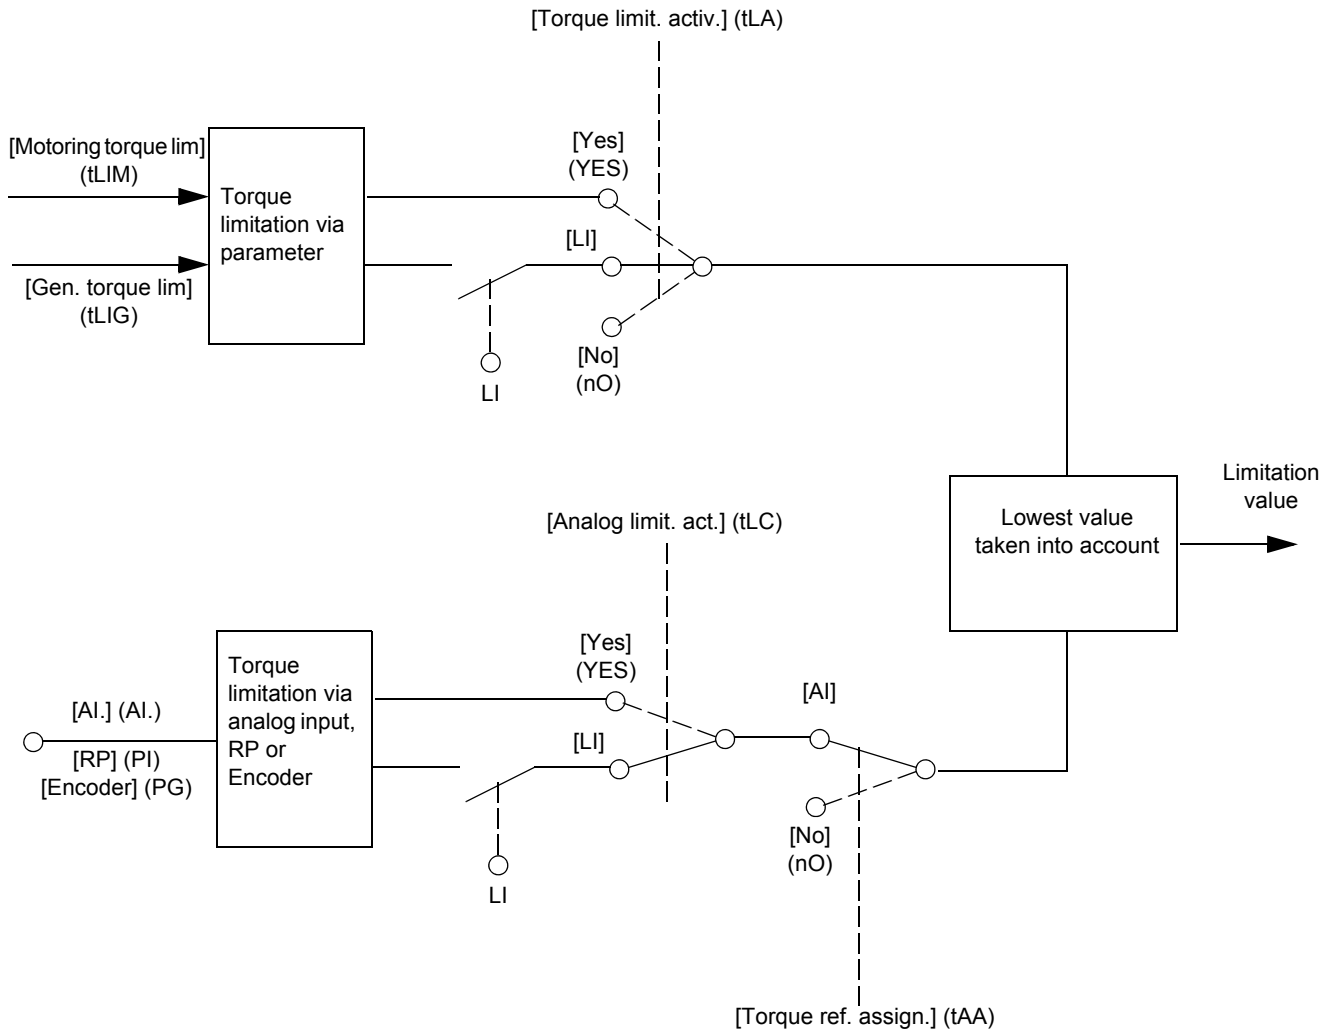 [Torque limit. activ.] (tLA)
[Motoring torque lim]
(tLIM)
[Gen. torque lim]
(tLIG)
Torque
limitation via
parameter
[Yes]
(YES)
[LI]
[No]
(nO)
LI
Lowest value
taken into account
Limitation
value
[Analog limit. act.] (tLC)
[AI.] (AI.)
[RP] (PI)
[Encoder] (PG)
Torque
limitation via
analog input,
RP or
Encoder
[Yes]
(YES)
[LI]
LI
[AI]
[No]
(nO)
[Torque ref. assign.] (tAA)